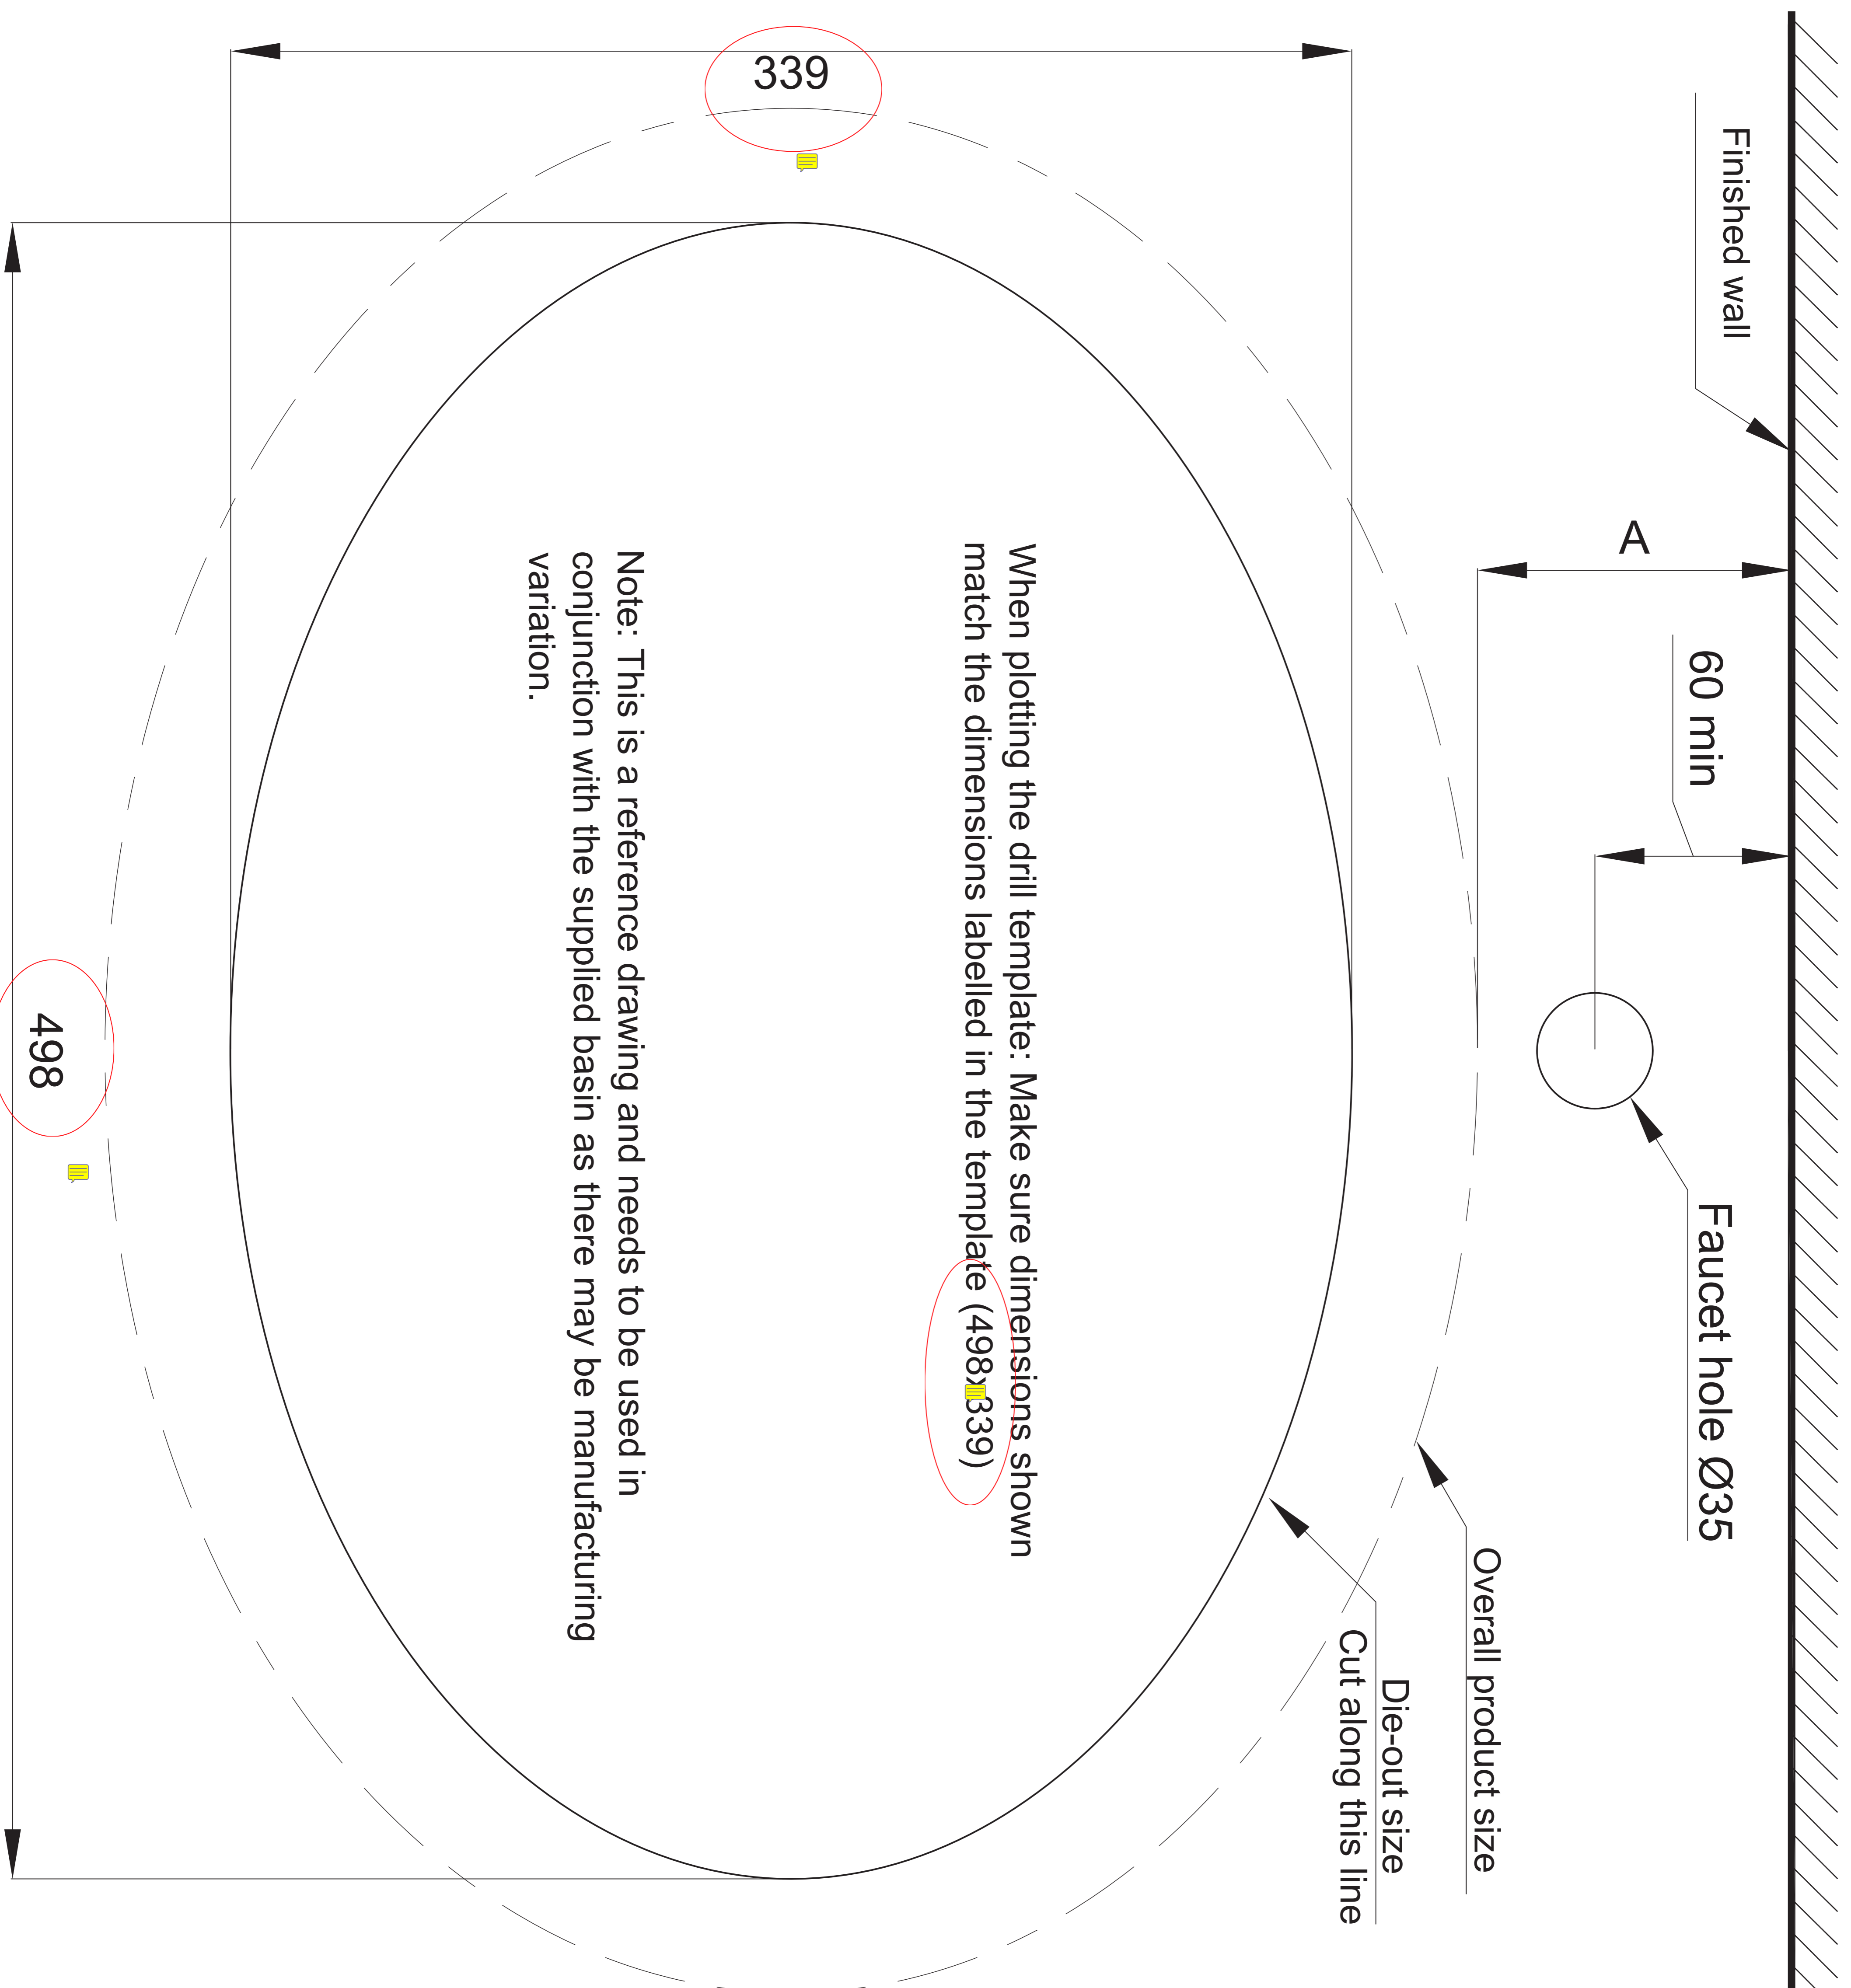 Finished wall
A
60 min
Faucet hole Ø35
Overall product size
Die-out size
Cut along this line
339
When plotting the drill template: Make sure dimensions shown
match the dimensions labelled in the template (498x339)
Note: This is a reference drawing and needs to be used in
conjunction with the supplied basin as there may be manufacturing
variation.
498